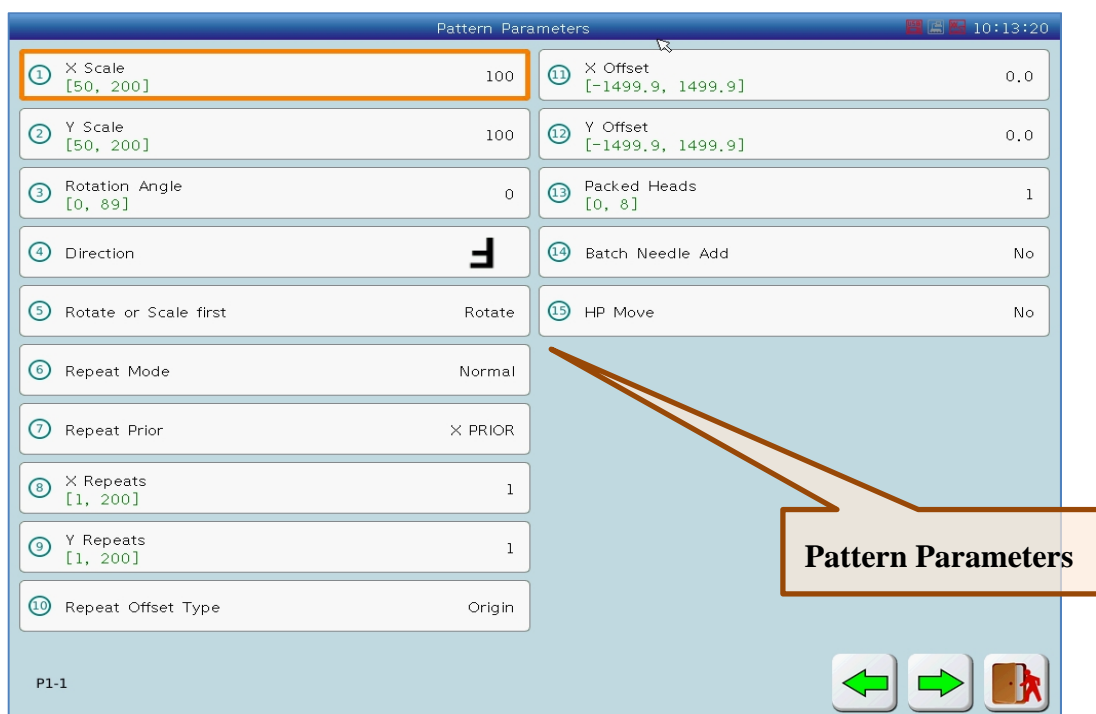 Pattern Parameters
10:13:20
1 X Scale
[50, 200]
100
2 Y Scale
[50, 200]
100
3 Rotation Angle
[0, 89]
0
4 Direction
5 Rotate or Scale first
Rotate
6 Repeat Mode
Normal
7 Repeat Prior
X PRIOR
8 X Repeats
[1, 200]
1
9 Y Repeats
[1, 200]
1
10 Repeat Offset Type
Origin
11 X Offset
[-1499.9, 1499.9]
0.0
12 Y Offset
[-1499.9, 1499.9]
0.0
13 Packed Heads
[0, 8]
1
14 Batch Needle Add
No
15 HP Move
No
Pattern Parameters
P1-1